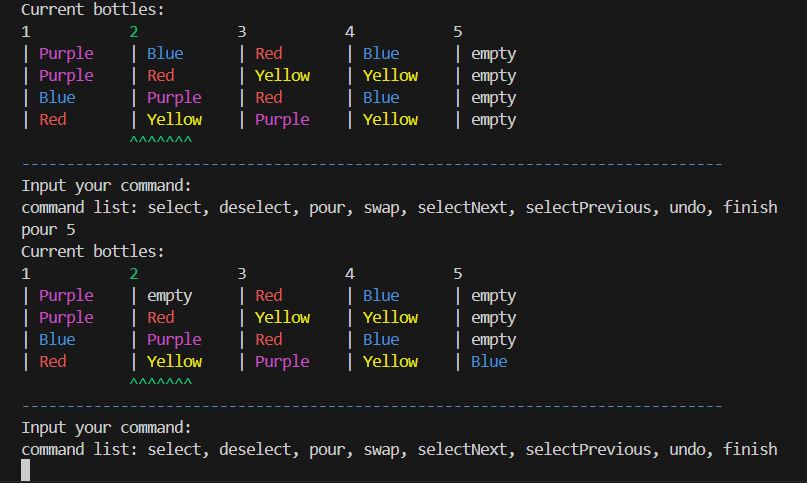 Current bottles:
1 2 3 4 5
| Purple | Blue | Red | Blue | empty
| Purple | Red | Yellow | Yellow | empty
| Blue | Purple | Red | Blue | empty
| Red | Yellow | Purple | Yellow | empty
^^^^^^^
------------------------------------------------------------------------------
Input your command:
command list: select, deselect, pour, swap, selectNext, selectPrevious, undo, finish
pour 5
Current bottles:
1 2 3 4 5
| Purple | empty | Red | Blue | empty
| Purple | Red | Yellow | Yellow | empty
| Blue | Purple | Red | Blue | empty
| Red | Yellow | Purple | Yellow | Blue
^^^^^^^
------------------------------------------------------------------------------
Input your command:
command list: select, deselect, pour, swap, selectNext, selectPrevious, undo, finish